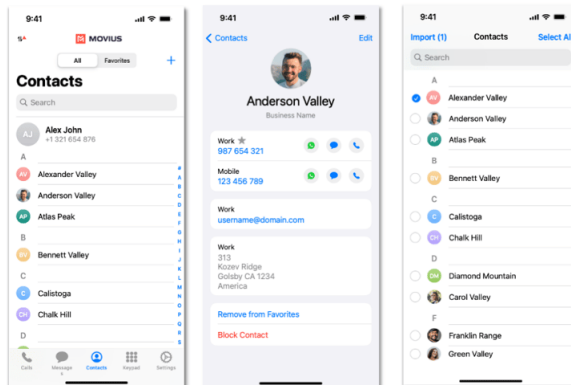 9:41
MOVIUS
All
Favorites
+
Contacts
Search
AJ
Alex John
+1 321 654 876
A
AV
Alexander Valley
Anderson Valley
AP
Atlas Peak
B
BV
Bennett Valley
C
C
Calistoga
CH
Chalk Hill
D
#
A
B
C
D
E
F
G
H
I
J
K
L
M
N
O
P
Q
R
S
Calls
Message
Contacts
Keypad
Settings
9:41
Contacts
Edit
Anderson Valley
Business Name
Work
987 654 321
Mobile
123 456 789
Work
username@domain.com
Work
313
Kozev Ridge
Golsby CA 1234
America
Remove from Favorites
Block Contact
9:41
Import (1)
Contacts
Select Al
Search
A
AV
Alexander Valley
Anderson Valley
AP
Atlas Peak
B
BV
Bennett Valley
C
C
Calistoga
CH
Chalk Hill
D
DM
Diamond Mountain
Carol Valley
F
Franklin Range
Green Valley